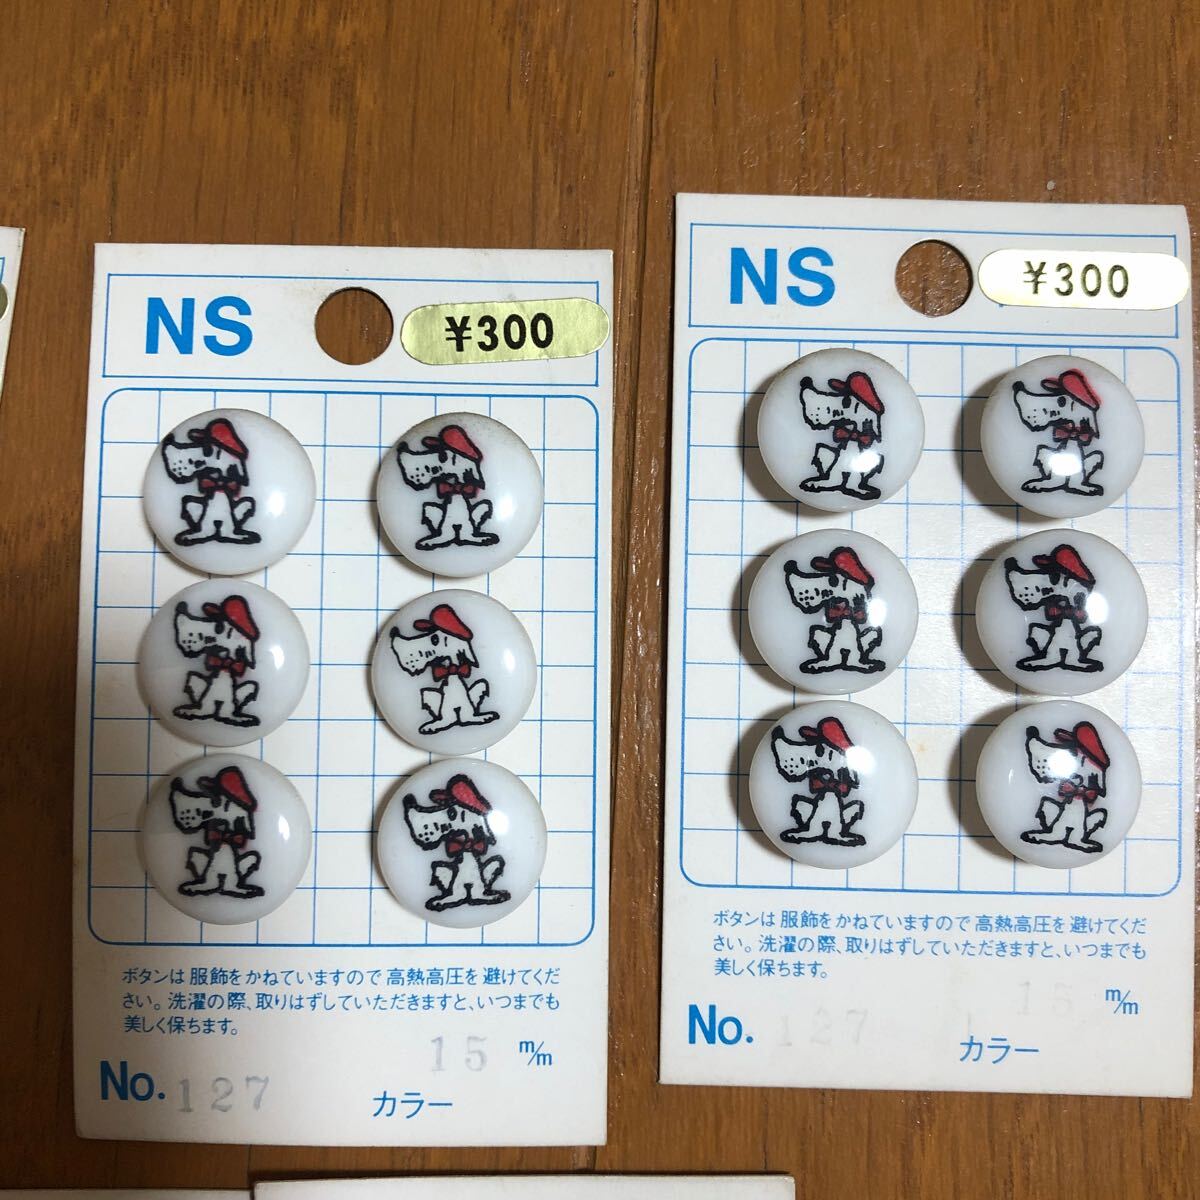 NS
¥300
ボタンは服飾をかねていますので高熱高圧を避けてくだ
さい。洗濯の際、取りはずしていただきますと、いつまでも
美しく保ちます。
15 m/m
No. 127
カラー
NS
¥300
ボタンは服飾をかねていますので高熱高圧を避けてくだ
さい。洗濯の際、取りはずしていただきますと、いつまでも
美しく保ちます。
15 m/m
No. 127
カラー